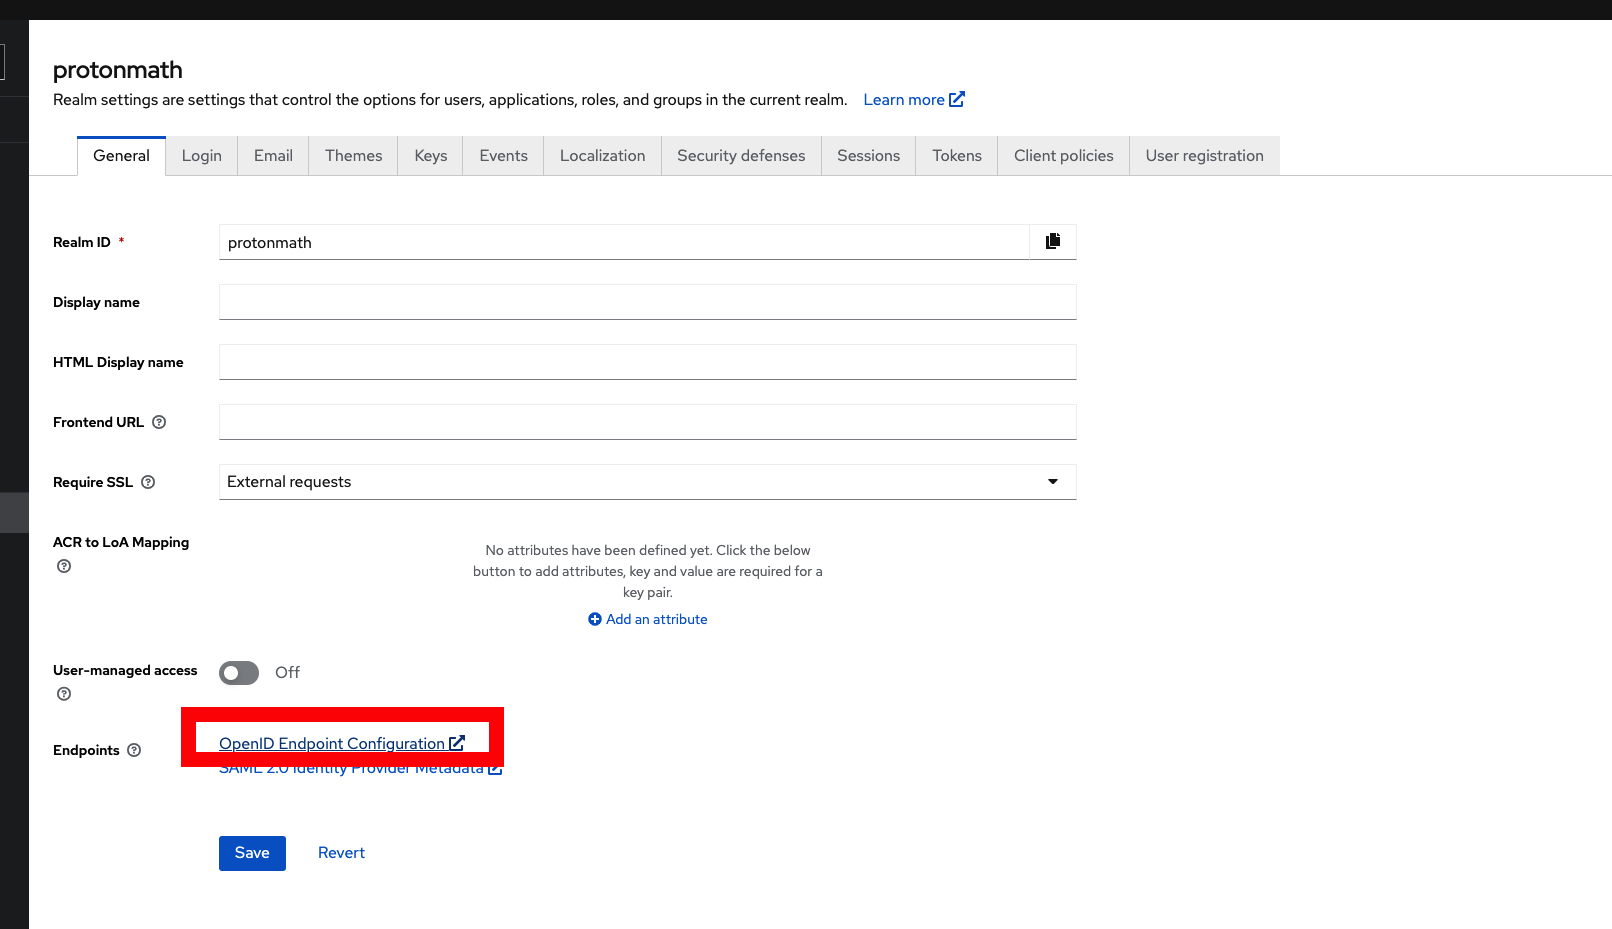 protonmath
Realm settings are settings that control the options for users, applications, roles, and groups in the current realm. Learn more
General Login Email Themes Keys Events Localization Security defenses Sessions Tokens Client policies User registration
Realm ID * protonmath
Display name
HTML Display name
Frontend URL
Require SSL External requests
ACR to LoA Mapping
No attributes have been defined yet. Click the below
button to add attributes, key and value are required for a
key pair.
Add an attribute
User-managed access Off
Endpoints OpenID Endpoint Configuration
SAML 2.0 Identity Provider Metadata
Save Revert